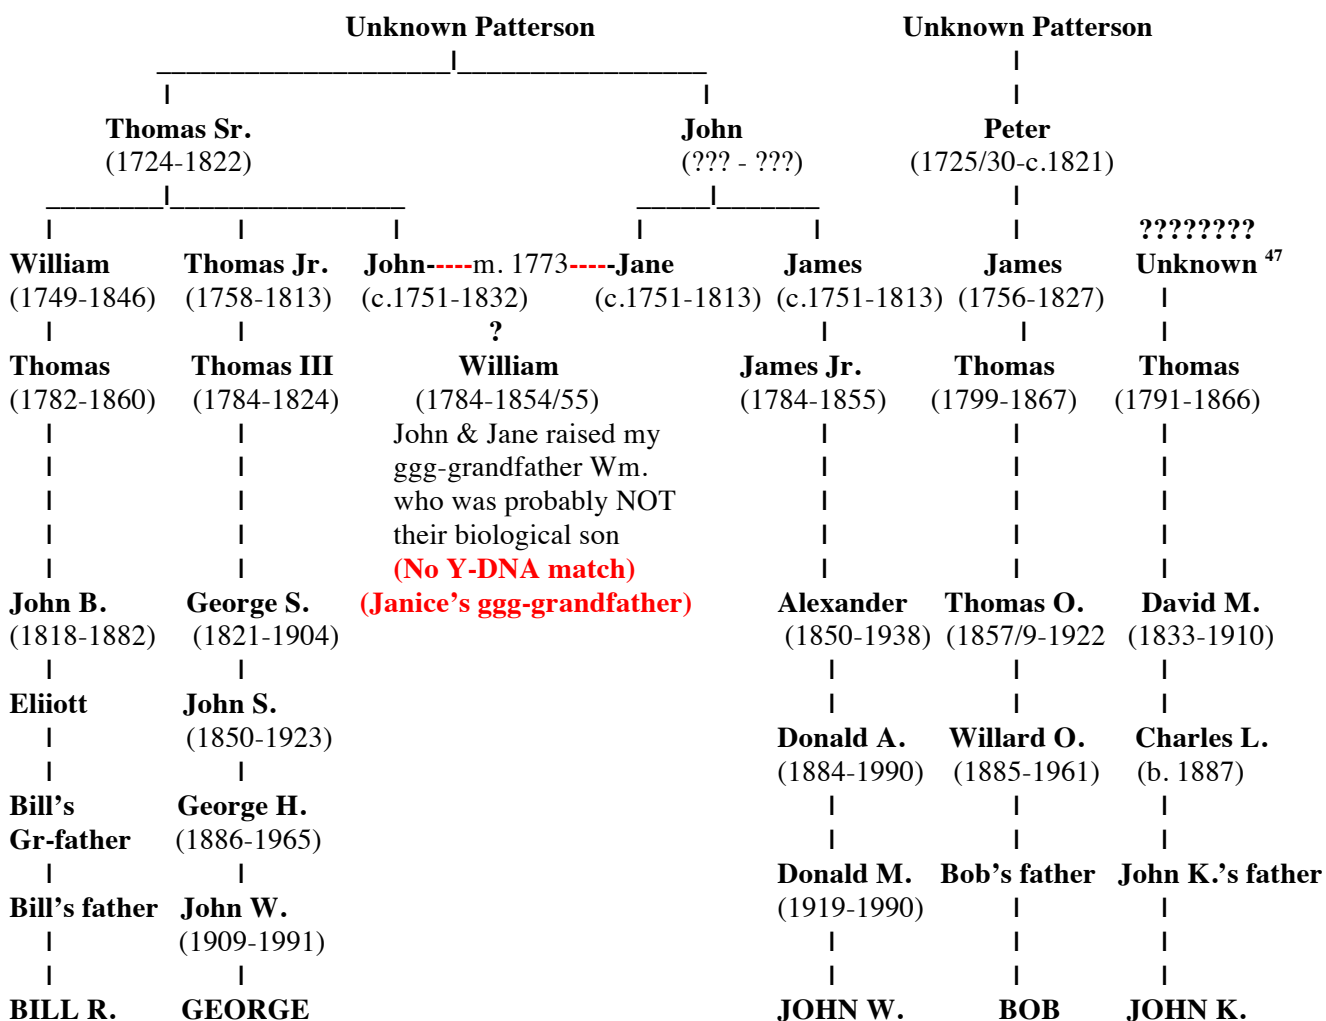 Unknown Patterson Unknown Patterson
Thomas Sr. John Peter
(1724-1822) (??? - ???) (1725/30-c.1821)
????????
William Thomas Jr. John------m. 1773------Jane James James Unknown 47
(1749-1846) (1758-1813) (c.1751-1832) (c.1751-1813) (c.1751-1813) (1756-1827)
?
Thomas Thomas III William James Jr. Thomas Thomas
(1782-1860) (1784-1824) (1784-1854/55) (1784-1855) (1799-1867) (1791-1866)
John & Jane raised my
ggg-grandfather Wm.
who was probably NOT
their biological son
(No Y-DNA match)
John B. George S. (Janice's ggg-grandfather) Alexander Thomas O. David M.
(1818-1882) (1821-1904) (1850-1938) (1857/9-1922 (1833-1910)
Eliiott John S.
(1850-1923) Donald A. Willard O. Charles L.
(1884-1990) (1885-1961) (b. 1887)
Bill's George H.
Gr-father (1886-1965)
Donald M. Bob's father John K.'s father
Bill's father John W. (1919-1990)
(1909-1991)
BILL R. GEORGE JOHN W. BOB JOHN K.